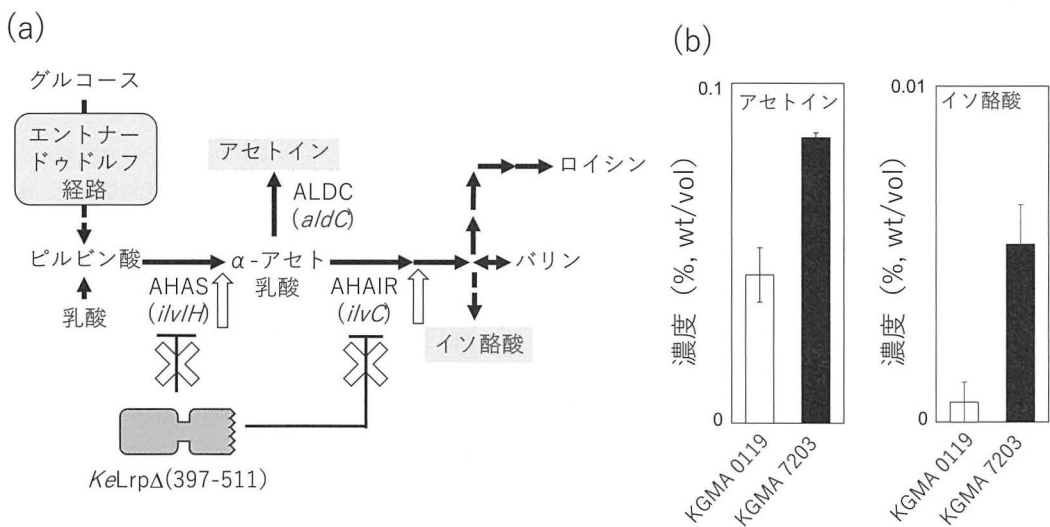 (a)
グルコース
エントナー
ドゥドルフ
経路
アセトイン
ALDC
(aldC)
ロイシン
ピルビン酸
α-アセト
乳酸
バリン
乳酸
AHAS
(ilvIH)
AHAIR
(ilvC)
イソ酪酸
KeLrpΔ(397-511)
(b)
0.1
アセトイン
濃度 (%, wt/vol)
0
KGMA 0119
KGMA 7203
0.01
イソ酪酸
濃度 (%, wt/vol)
0
KGMA 0119
KGMA 7203